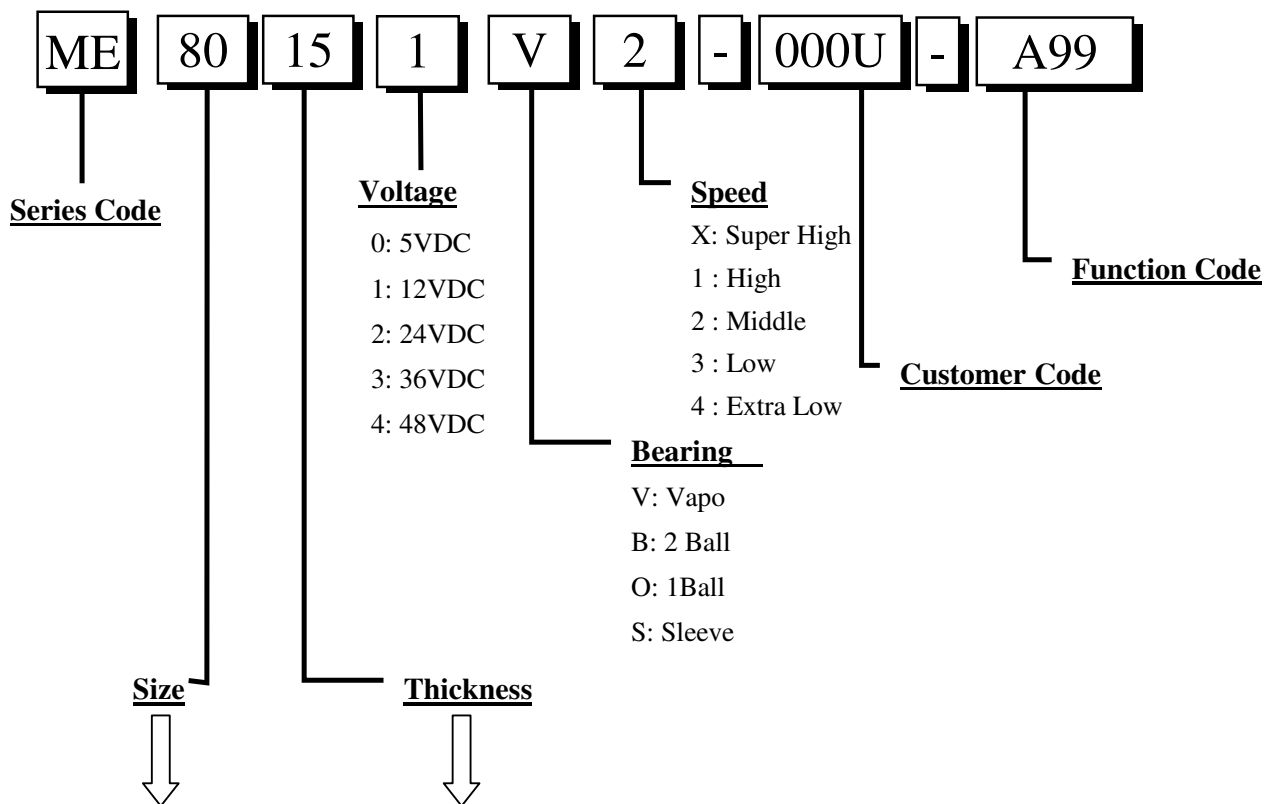 ME 80 15 1 V 2 - 000U - A99
Series Code
Voltage
0: 5VDC
1: 12VDC
2: 24VDC
3: 36VDC
4: 48VDC
Speed
X: Super High
1 : High
2 : Middle
3 : Low
4 : Extra Low
Function Code
Customer Code
Bearing
V: Vapo
B: 2 Ball
O: 1Ball
S: Sleeve
Size
Thickness